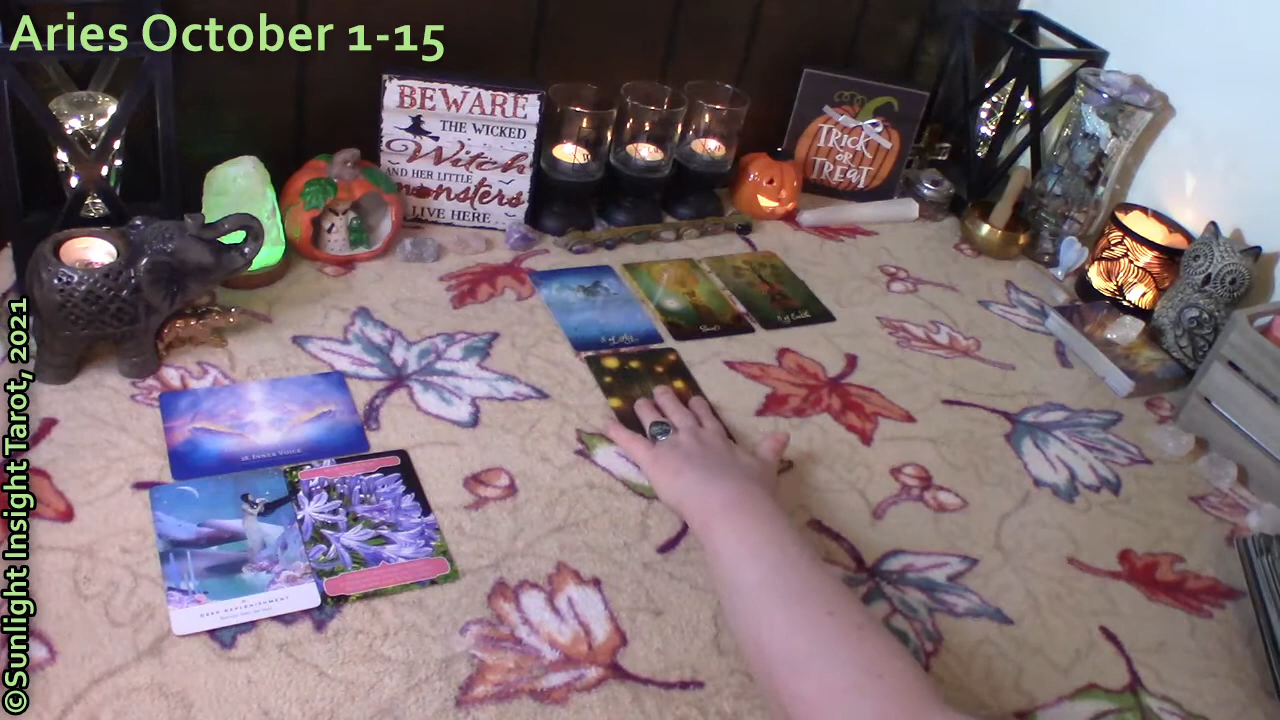 Aries October 1-15
©Sunlight Insight Tarot, 2021
BEWARE
THE WICKED
Witch
AND HER LITTLE
monsters
LIVE HERE
TRICK
OR
TREAT
28. INNER VOICE
DEEP REPLENISHMENT